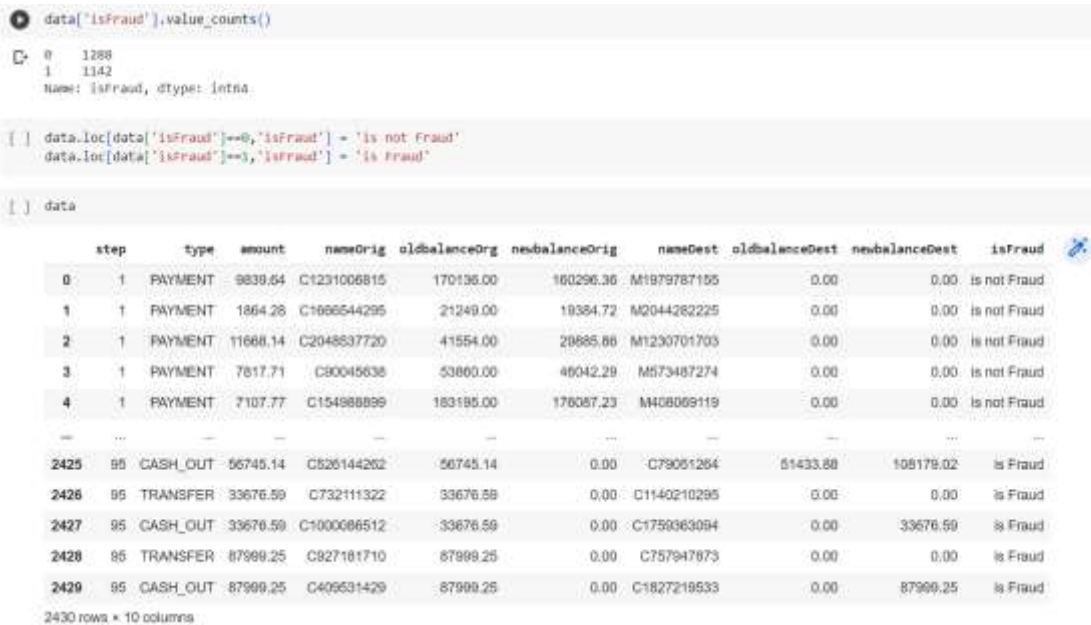 data['isFraud'].value_counts()
0 1288
1 1142
Name: isFraud, dtype: int64
[ ] data.loc[data['isFraud']==0,'isFraud'] = 'is not Fraud'
data.loc[data['isFraud']==1,'isFraud'] = 'is Fraud'
[ ] data
step type amount nameOrig oldbalanceOrg newbalanceOrig nameDest oldbalanceDest newbalanceDest isFraud
0 1 PAYMENT 9839.64 C1231006815 170136.00 160296.36 M1979787155 0.00 0.00 is not Fraud
1 1 PAYMENT 1864.28 C1666544295 21249.00 19384.72 M2044282225 0.00 0.00 is not Fraud
2 1 PAYMENT 11668.14 C2048537720 41554.00 29885.86 M1230701703 0.00 0.00 is not Fraud
3 1 PAYMENT 7817.71 C90045638 53860.00 46042.29 M573487274 0.00 0.00 is not Fraud
4 1 PAYMENT 7107.77 C154988899 183195.00 176087.23 M408069119 0.00 0.00 is not Fraud
... ... ... ... ... ... ... ... ... ... ...
2425 95 CASH_OUT 56745.14 C526144262 56745.14 0.00 C79051264 51433.88 108179.02 is Fraud
2426 95 TRANSFER 33676.59 C732111322 33676.59 0.00 C1140210295 0.00 0.00 is Fraud
2427 95 CASH_OUT 33676.59 C1000086512 33676.59 0.00 C1759363094 0.00 33676.59 is Fraud
2428 95 TRANSFER 87999.25 C927181710 87999.25 0.00 C757947873 0.00 0.00 is Fraud
2429 95 CASH_OUT 87999.25 C409531429 87999.25 0.00 C1827219533 0.00 87999.25 is Fraud
2430 rows × 10 columns